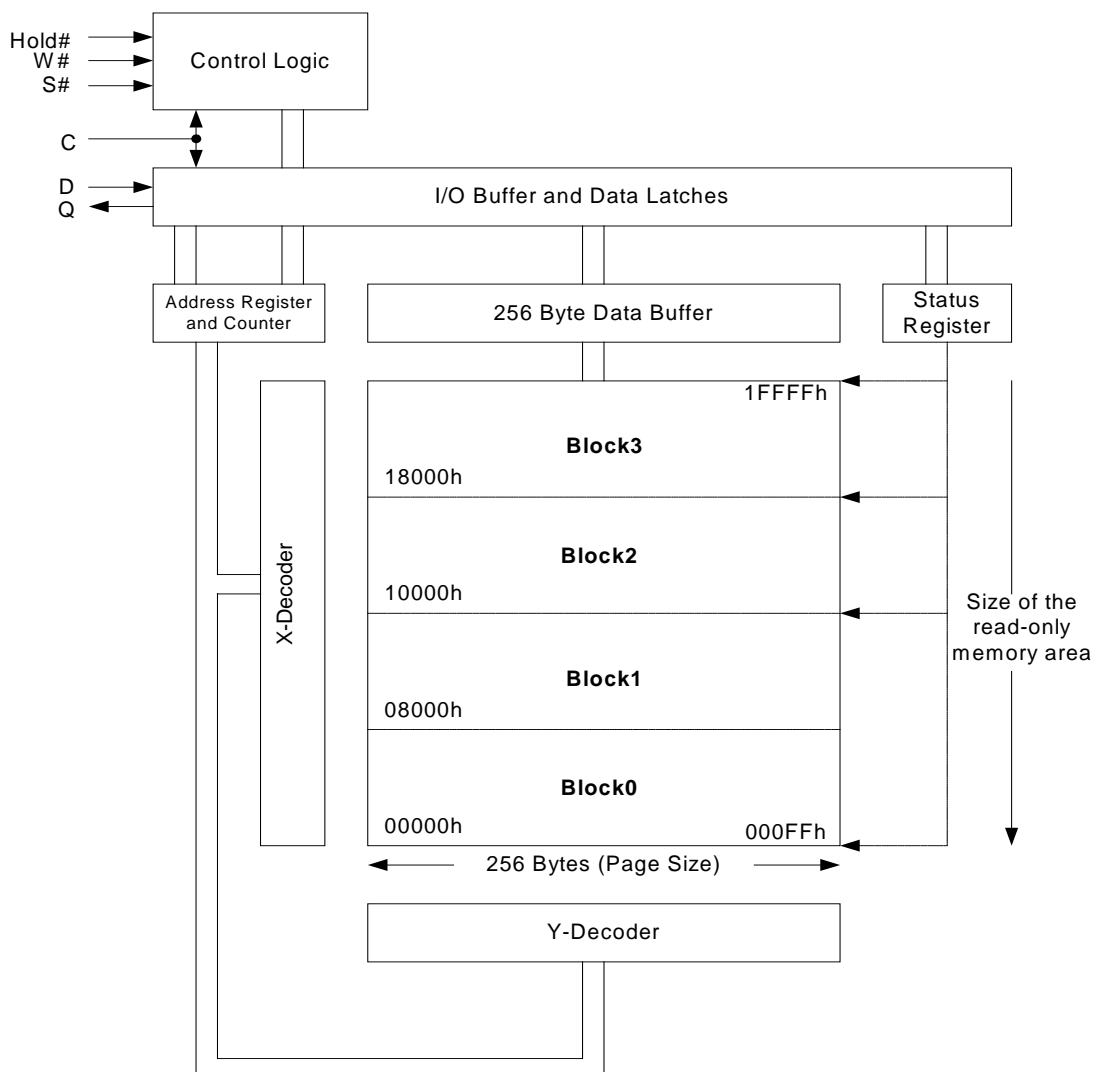 Hold#
W#
S#
Control Logic
C
D
Q
I/O Buffer and Data Latches
Address Register
and Counter
256 Byte Data Buffer
Status
Register
1FFFFh
Block3
18000h
Block2
10000h
X-Decoder
Size of the
read-only
memory area
Block1
08000h
Block0
00000h
000FFh
256 Bytes (Page Size)
Y-Decoder